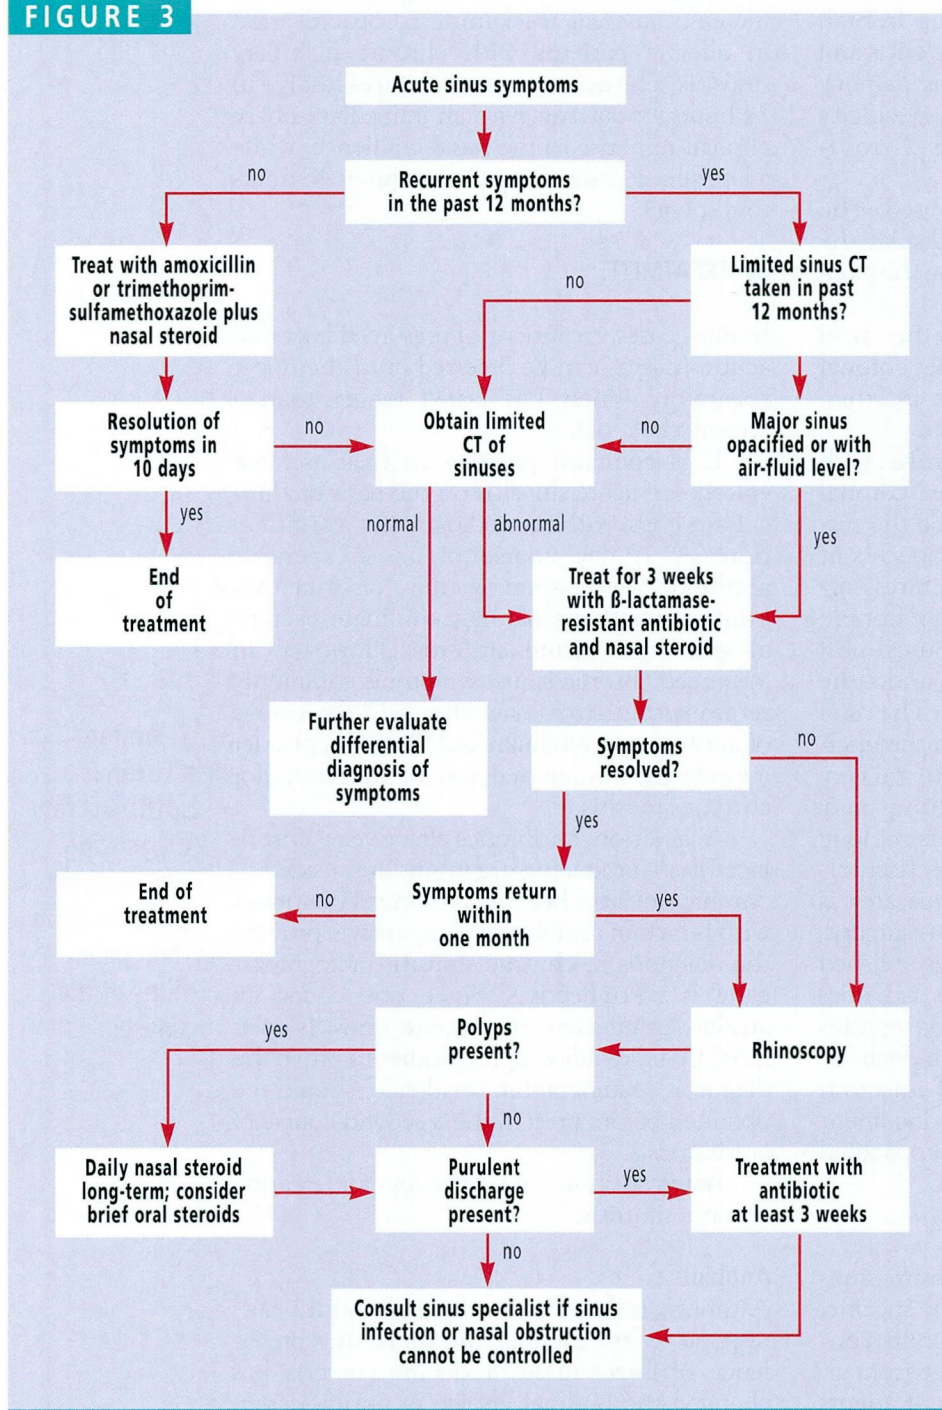 FIGURE 3
Acute sinus symptoms
no
Recurrent symptoms
in the past 12 months?
yes
Treat with amoxicillin
or trimethoprim-
sulfamethoxazole plus
nasal steroid
no
Limited sinus CT
taken in past
12 months?
Resolution of
symptoms in
10 days
no
Obtain limited
CT of
sinuses
no
Major sinus
opacified or with
air-fluid level?
yes
normal
abnormal
yes
End
of
treatment
Treat for 3 weeks
with ß-lactamase-
resistant antibiotic
and nasal steroid
Further evaluate
differential
diagnosis of
symptoms
Symptoms
resolved?
no
yes
End of
treatment
no
Symptoms return
within
one month
yes
yes
Polyps
present?
Rhinoscopy
no
Daily nasal steroid
long-term; consider
brief oral steroids
Purulent
discharge
present?
yes
Treatment with
antibiotic
at least 3 weeks
no
Consult sinus specialist if sinus
infection or nasal obstruction
cannot be controlled